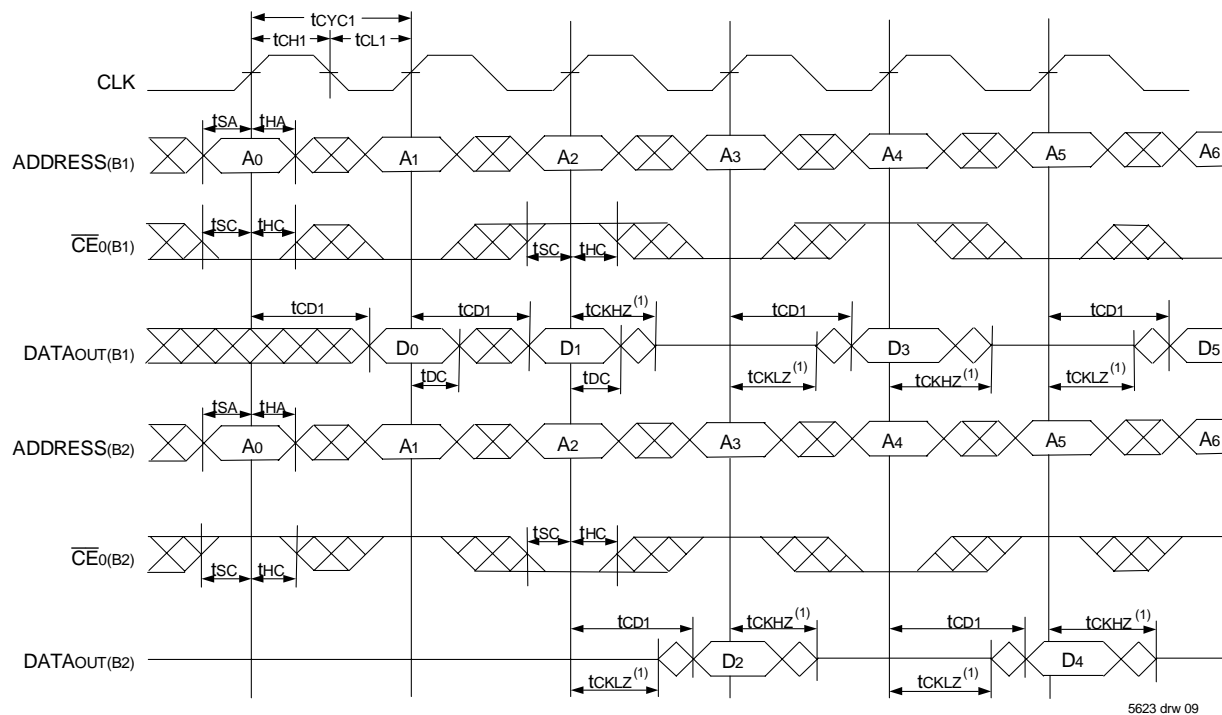 tCYC1
tCH1 tCL1
CLK
tSA tHA
ADDRESS(B1) A0 A1 A2 A3 A4 A5 A6
tSC tHC
CE0(B1)
tSC tHC
tCD1 tCD1 tCKHZ(1) tCD1 tCD1
DATAOUT(B1) D0 D1 D3 D5
tDC tDC tCKLZ(1) tCKHZ(1) tCKLZ(1)
tSA tHA
ADDRESS(B2) A0 A1 A2 A3 A4 A5 A6
tSC tHC
CE0(B2)
tSC tHC
tCD1 tCKHZ(1) tCD1 tCKHZ(1)
DATAOUT(B2) D2 D4
tCKLZ(1) tCKLZ(1)
5623 drw 09